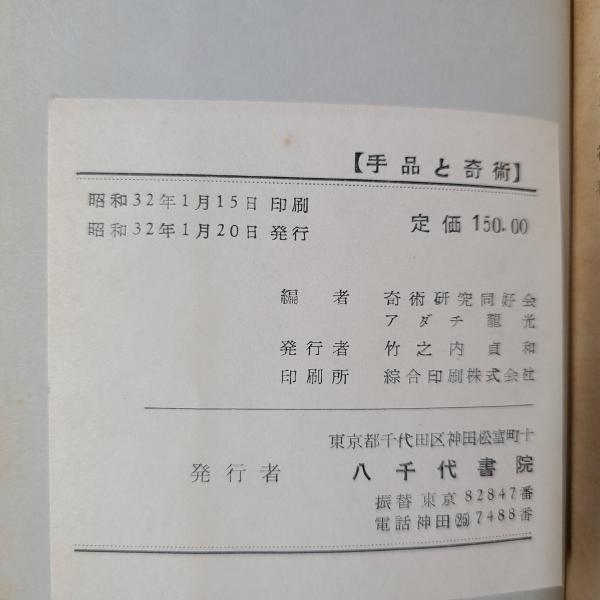 【手品と奇術】
昭和32年1月15日 印刷
昭和32年1月20日 発行
定価 150.00
編者 奇術研究同好会
アダチ龍光
発行者 竹之内貞和
印刷所 綜合印刷株式会社
東京都千代田区神田松富町十
発行者 八千代書院
振替 東京 82847番
電話神田(25)7488番